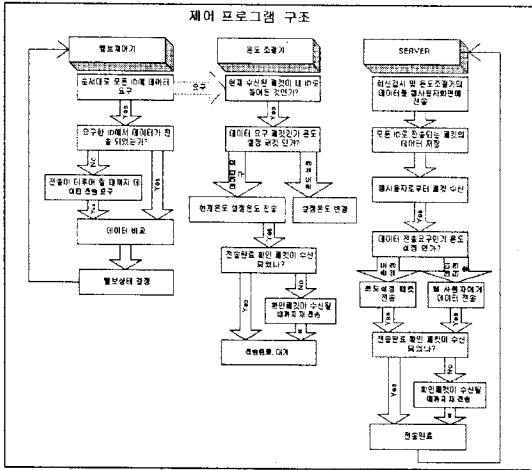 제어 프로그램 구조
밸브제어기
순서대로 모든 ID에 데이터
요구
Yes
요구한 ID에서 데이터가 전
송 되었는가?
NO
Yes
전송이 이루어 질 때까지 데
이터 전송 요구
Yes
데이터 비교
밸브상태 결정
요구
온도 조절기
현재 수신된 패킷이 내 ID로
들어온 것인가?
Yes
데이터 요구 패킷인가 온도
설정 패킷 인가?
현재온도 설정온도 전송
설정온도 변경
Yes
전송완료 확인 패킷이 수신
되었나?
Yes
No
확인패킷이 수신될
때까지 재 전송
전송완료, 대기
SERVER
데이터를 웹사용자화면에
전송
모든 ID로 전송되는 패킷의
데이터 저장
웹사용자로부터 패킷 수신
데이터 전송요구인가 온도
설정 인가?
온도설정 패킷
전송
웹 사용자에게
데이터 전송
Yes
Yes
전송완료 확인 패킷이 수신
되었나?
Yes
No
확인패킷이 수신될
때까지 재 전송
전송완료